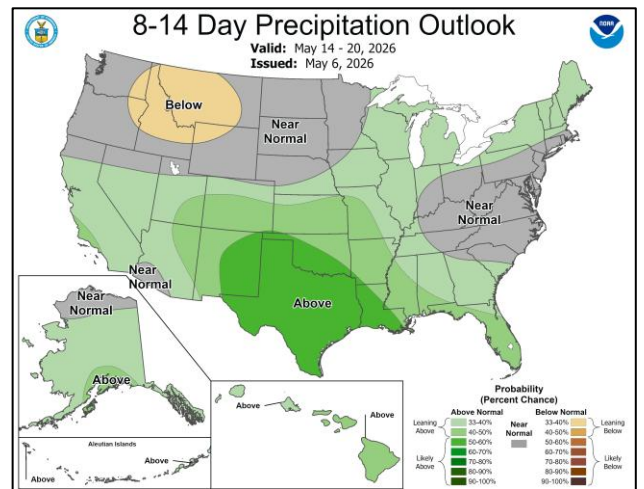 8-14 Day Precipitation Outlook
Valid: May 14 - 20, 2026
Issued: May 6, 2026
NOAA
Below
Near
Normal
Near
Normal
Near
Normal
Above
Near
Normal
Above
Aleutian Islands
Above
Above
Above
Above
Probability
(Percent Chance)
Above Normal
Below Normal
Leaning
Above
33-40%
40-50%
Likely
Above
50-60%
60-70%
70-80%
80-90%
90-100%
Near
Normal
33-40%
40-50%
Leaning
Below
50-60%
60-70%
70-80%
80-90%
90-100%
Likely
Below